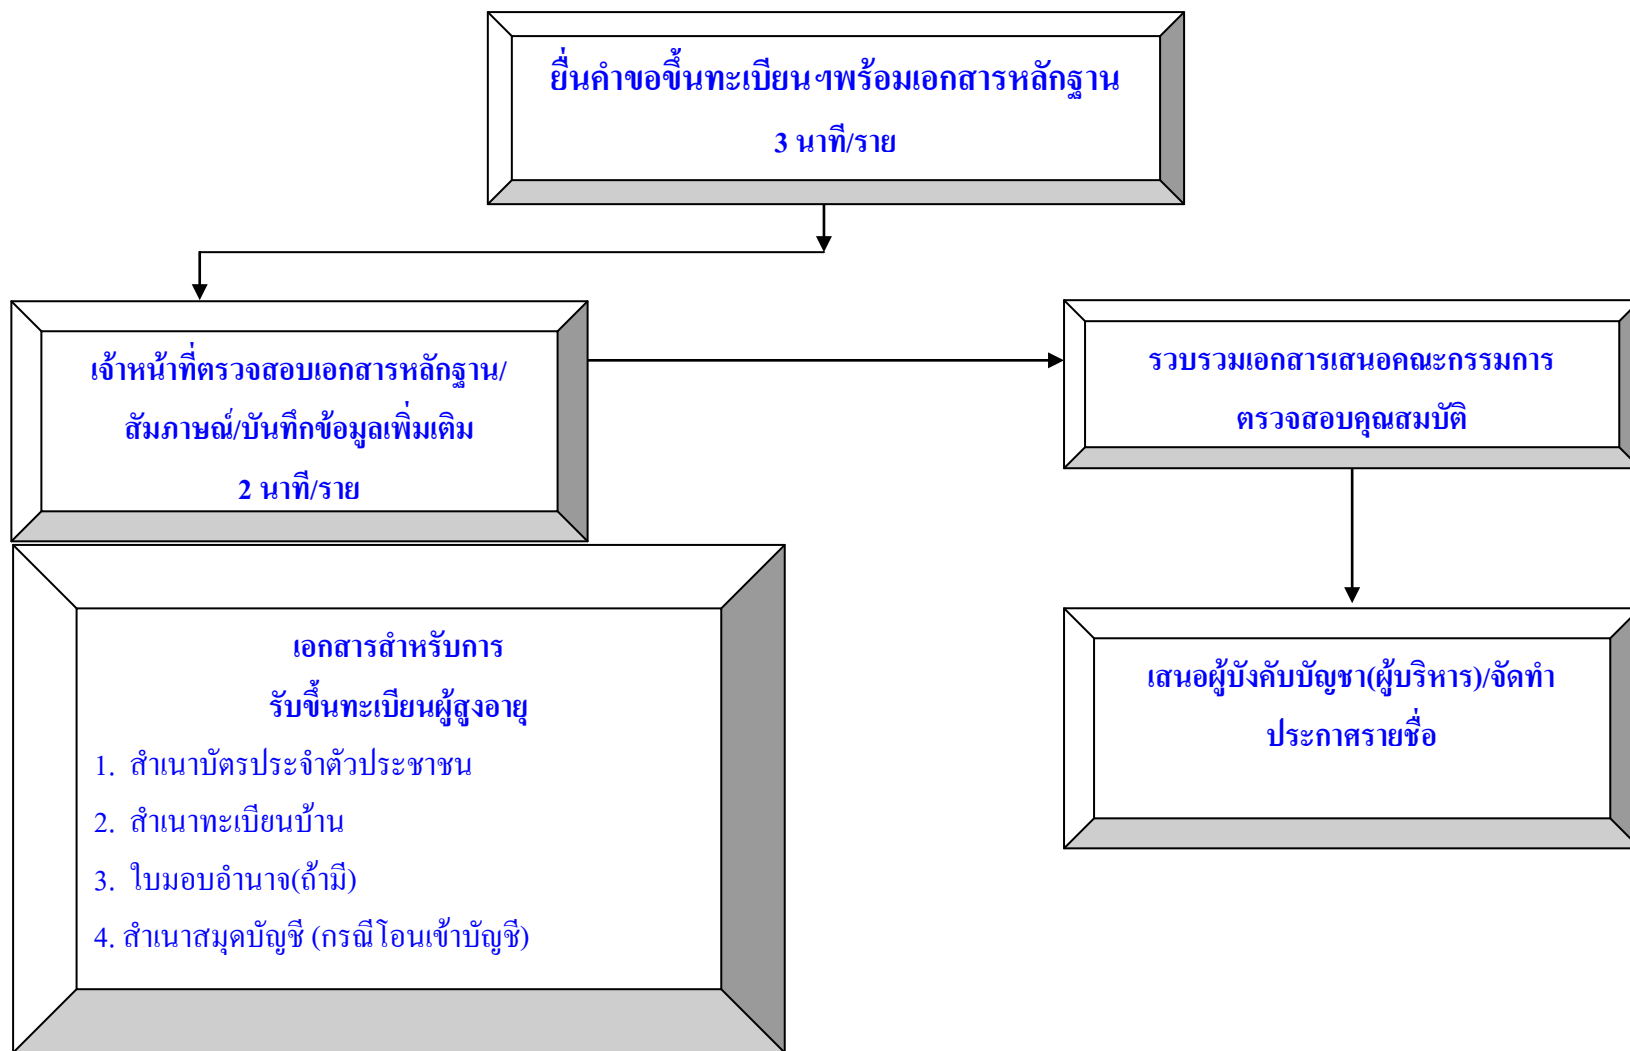 ยื่นคำขอขึ้นทะเบียนฯพร้อมเอกสารหลักฐาน
3 นาที/ราย
เจ้าหน้าที่ตรวจสอบเอกสารหลักฐาน/
สัมภาษณ์/บันทึกข้อมูลเพิ่มเติม
2 นาที/ราย
รวบรวมเอกสารเสนอคณะกรรมการ
ตรวจสอบคุณสมบัติ
เอกสารสำหรับการ
รับขึ้นทะเบียนผู้สูงอายุ
1. สำเนาบัตรประจำตัวประชาชน
2. สำเนาทะเบียนบ้าน
3. ใบมอบอำนาจ(ถ้ามี)
4. สำเนาสมุดบัญชี (กรณีโอนเข้าบัญชี)
เสนอผู้บังคับบัญชา(ผู้บริหาร)/จัดทำ
ประกาศรายชื่อ